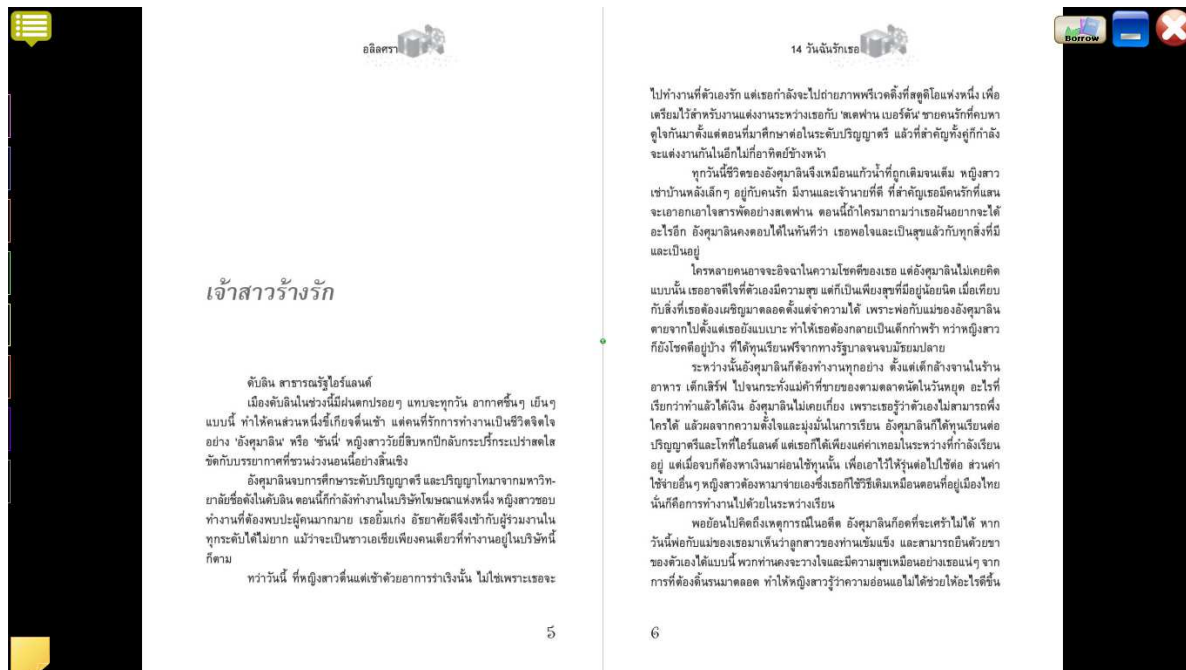 อลิลศรา
เจ้าสาวร้างรัก
ดับลิน สาธารณรัฐไอร์แลนด์
เมืองดับลินในช่วงนี้มีฝนตกปรอยๆ แทบจะทุกวัน อากาศชื้นๆ เย็นๆ
แบบนี้ ทำให้คนส่วนหนึ่งขี้เกียจตื่นเช้า แต่คนที่รักการทำงานเป็นชีวิตจิตใจ
อย่าง 'อังศุมาลิน' หรือ 'ซันนี่' หญิงสาววัยยี่สิบหกปีกลับกระปรี้กระเปร่าสดใส
ขัดกับบรรยากาศที่ชวนง่วงนอนนี้อย่างสิ้นเชิง
อังศุมาลินจบการศึกษาระดับปริญญาตรี และปริญญาโทมาจากมหาวิท-
ยาลัยชื่อดังในดับลิน ตอนนี้ก็กำลังทำงานในบริษัทโฆษณาแห่งหนึ่ง หญิงสาวชอบ
ทำงานที่ต้องพบปะผู้คนมากมาย เธอยิ้มเก่ง อัธยาศัยดีจึงเข้ากับผู้ร่วมงานใน
ทุกระดับได้ไม่ยาก แม้ว่าจะเป็นชาวเอเชียเพียงคนเดียวที่ทำงานอยู่ในบริษัทนี้
ก็ตาม
ทว่าวันนี้ ที่หญิงสาวตื่นแต่เช้าด้วยอาการร่าเริงนั้น ไม่ใช่เพราะเธอจะ
5
14 วันฉันรักเธอ
ไปทำงานที่ตัวเองรัก แต่เธอกำลังจะไปถ่ายภาพพรีเวดดิ้งที่สตูดิโอแห่งหนึ่ง เพื่อ
เตรียมไว้สำหรับงานแต่งงานระหว่างเธอกับ 'สเตฟาน เบอร์ตัน' ชายคนรักที่คบหา
ดูใจกันมาตั้งแต่ตอนที่มาศึกษาต่อในระดับปริญญาตรี แล้วที่สำคัญทั้งคู่ก็กำลัง
จะแต่งงานกันในอีกไม่กี่อาทิตย์ข้างหน้า
ทุกวันนี้ชีวิตของอังศุมาลินจึงเหมือนแก้วน้ำที่ถูกเติมจนเต็ม หญิงสาว
เช่าบ้านหลังเล็กๆ อยู่กับคนรัก มีงานและเจ้านายที่ดี ที่สำคัญเธอมีคนรักที่แสน
จะเอาอกเอาใจสารพัดอย่างสเตฟาน ตอนนี้ถ้าใครมาถามว่าเธอฝันอยากจะได้
อะไรอีก อังศุมาลินคงตอบได้ในทันทีว่า เธอพอใจและเป็นสุขแล้วกับทุกสิ่งที่มี
และเป็นอยู่
ใครหลายคนอาจจะอิจฉาในความโชคดีของเธอ แต่อังศุมาลินไม่เคยคิด
แบบนั้น เธออาจดีใจที่ตัวเองมีความสุข แต่ก็เป็นเพียงสุขที่มีอยู่น้อยนิด เมื่อเทียบ
กับสิ่งที่เธอต้องเผชิญมาตลอดตั้งแต่จำความได้ เพราะพ่อกับแม่ของอังศุมาลิน
ตายจากไปตั้งแต่เธอยังแบเบาะ ทำให้เธอต้องกลายเป็นเด็กกำพร้า ทว่าหญิงสาว
ก็ยังโชคดีอยู่บ้าง ที่ได้ทุนเรียนฟรีจากทางรัฐบาลจนจบมัธยมปลาย
ระหว่างนั้นอังศุมาลินก็ต้องทำงานทุกอย่าง ตั้งแต่เด็กล้างจานในร้าน
อาหาร เด็กเสิร์ฟ ไปจนกระทั่งแม่ค้าที่ขายของตามตลาดนัดในวันหยุด อะไรที่
เรียกว่าทำแล้วได้เงิน อังศุมาลินไม่เคยเกี่ยง เพราะเธอรู้ว่าตัวเองไม่สามารถพึ่ง
ใครได้ แล้วผลจากความตั้งใจและมุ่งมั่นในการเรียน อังศุมาลินก็ได้ทุนเรียนต่อ
ปริญญาตรีและโทที่ไอร์แลนด์ แต่เธอก็ได้เพียงแค่ค่าเทอมในระหว่างที่กำลังเรียน
อยู่ แต่เมื่อจบก็ต้องหาเงินมาผ่อนใช้ทุนนั้น เพื่อเอาไว้ให้รุ่นต่อไปใช้ต่อ ส่วนค่า
ใช้จ่ายอื่นๆ หญิงสาวต้องหามาจ่ายเองซึ่งเธอก็ใช้วิธีเดิมเหมือนตอนที่อยู่เมืองไทย
นั่นก็คือการทำงานไปด้วยในระหว่างเรียน
พอย้อนไปคิดถึงเหตุการณ์ในอดีต อังศุมาลินก็อดที่จะเศร้าไม่ได้ หาก
วันนี้พ่อกับแม่ของเธอมาเห็นว่าลูกสาวของท่านเข้มแข็ง และสามารถยืนด้วยขา
ของตัวเองได้แบบนี้ พวกท่านคงจะวางใจและมีความสุขเหมือนอย่างเธอแน่ๆ จาก
การที่ต้องดิ้นรนมาตลอด ทำให้หญิงสาวรู้ว่าความอ่อนแอไม่ได้ช่วยให้อะไรดีขึ้น
6
Borrow